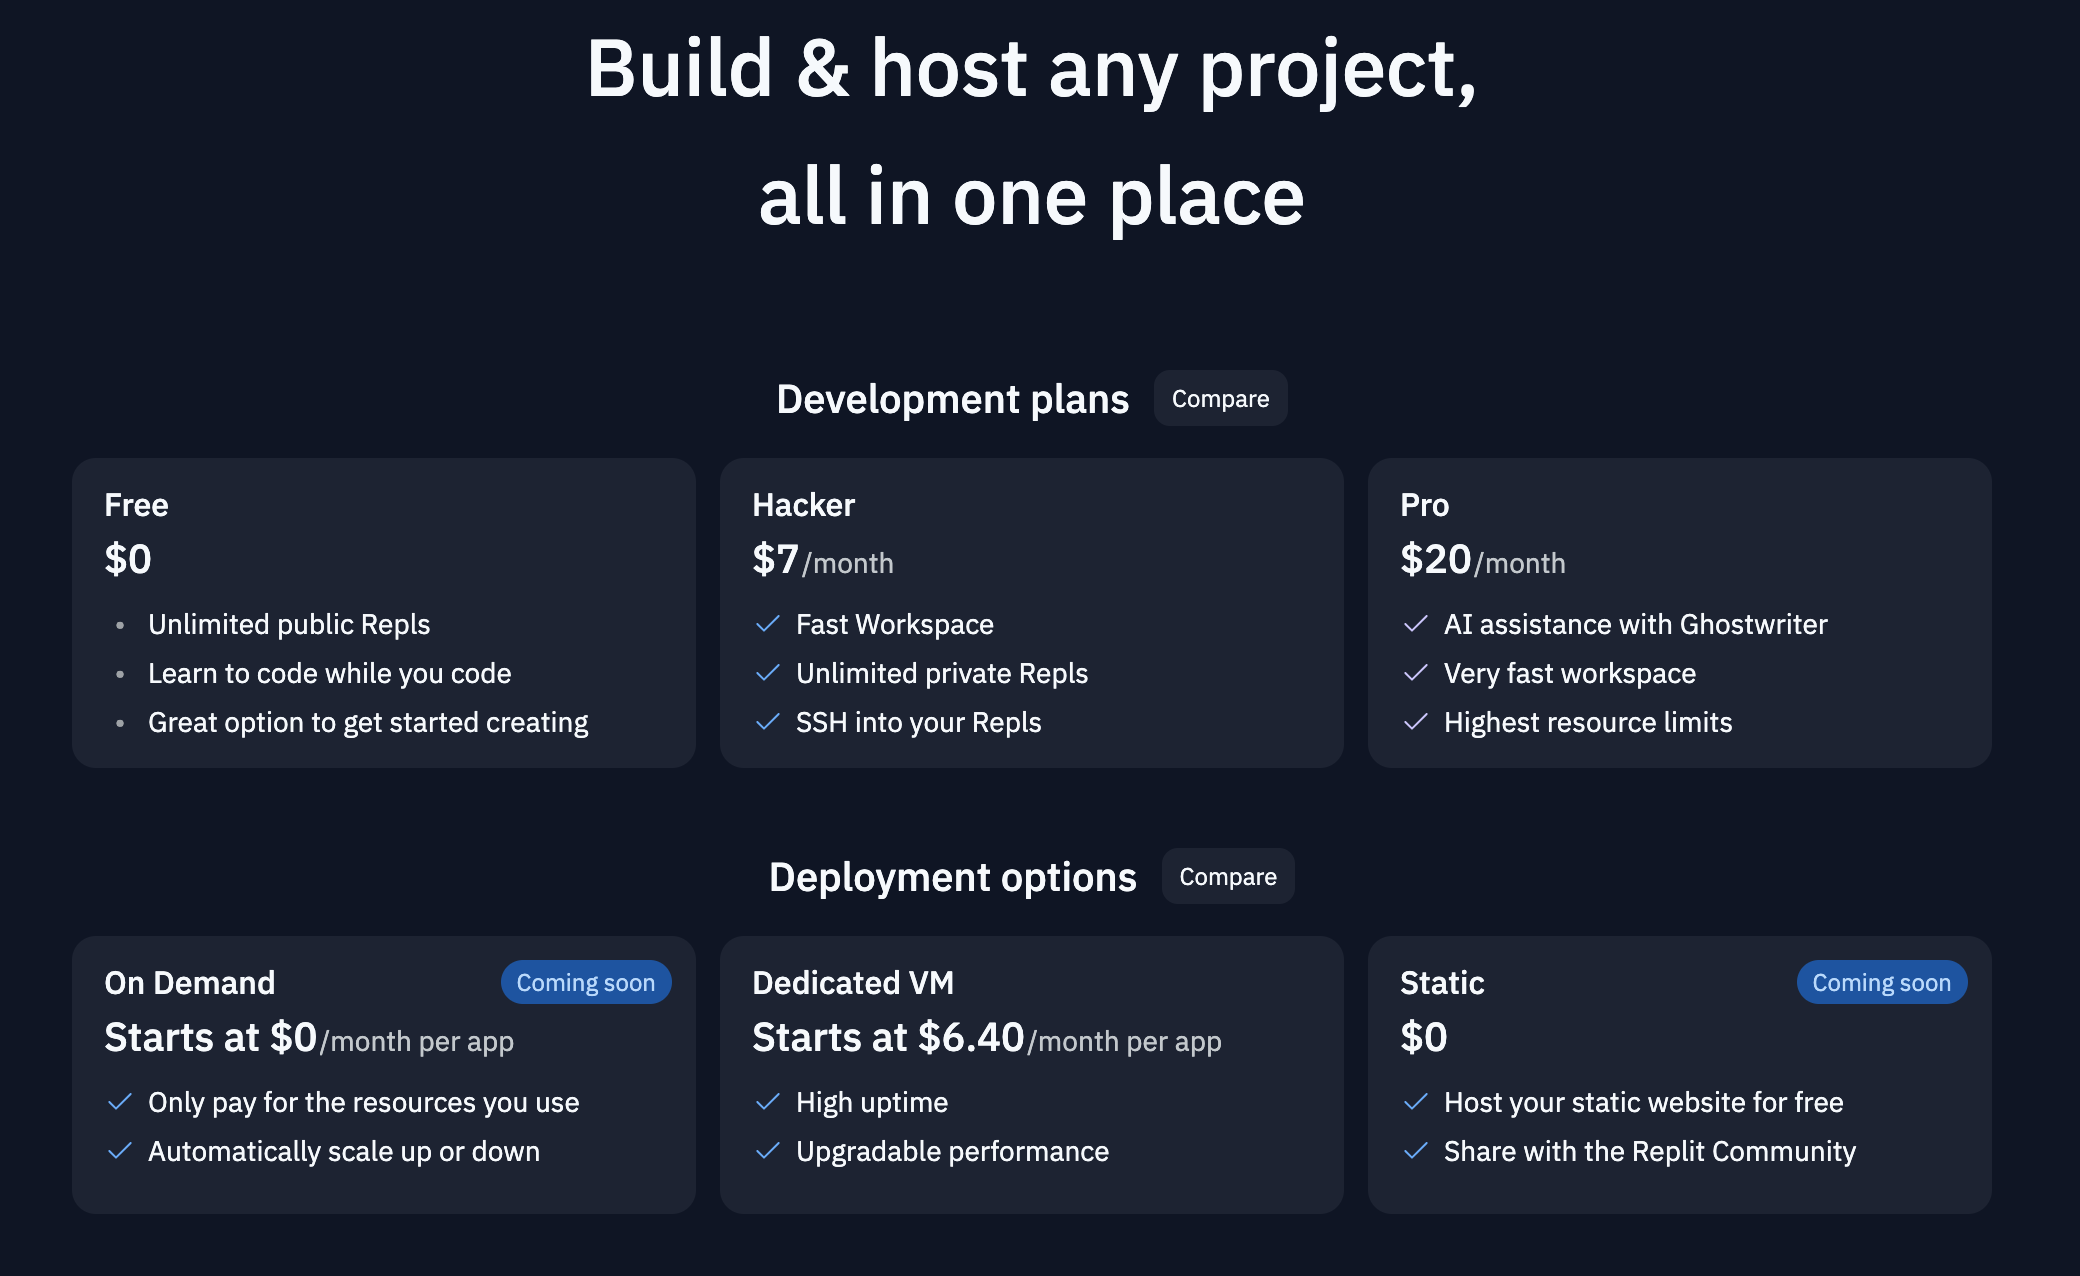 Build & host any project,
all in one place
Development plans
Compare
Free
$0
Unlimited public Repls
Learn to code while you code
Great option to get started creating
Hacker
$7/month
Fast Workspace
Unlimited private Repls
SSH into your Repls
Pro
$20/month
AI assistance with Ghostwriter
Very fast workspace
Highest resource limits
Deployment options
Compare
On Demand
Coming soon
Starts at $0/month per app
Only pay for the resources you use
Automatically scale up or down
Dedicated VM
Starts at $6.40/month per app
High uptime
Upgradable performance
Static
Coming soon
$0
Host your static website for free
Share with the Replit Community